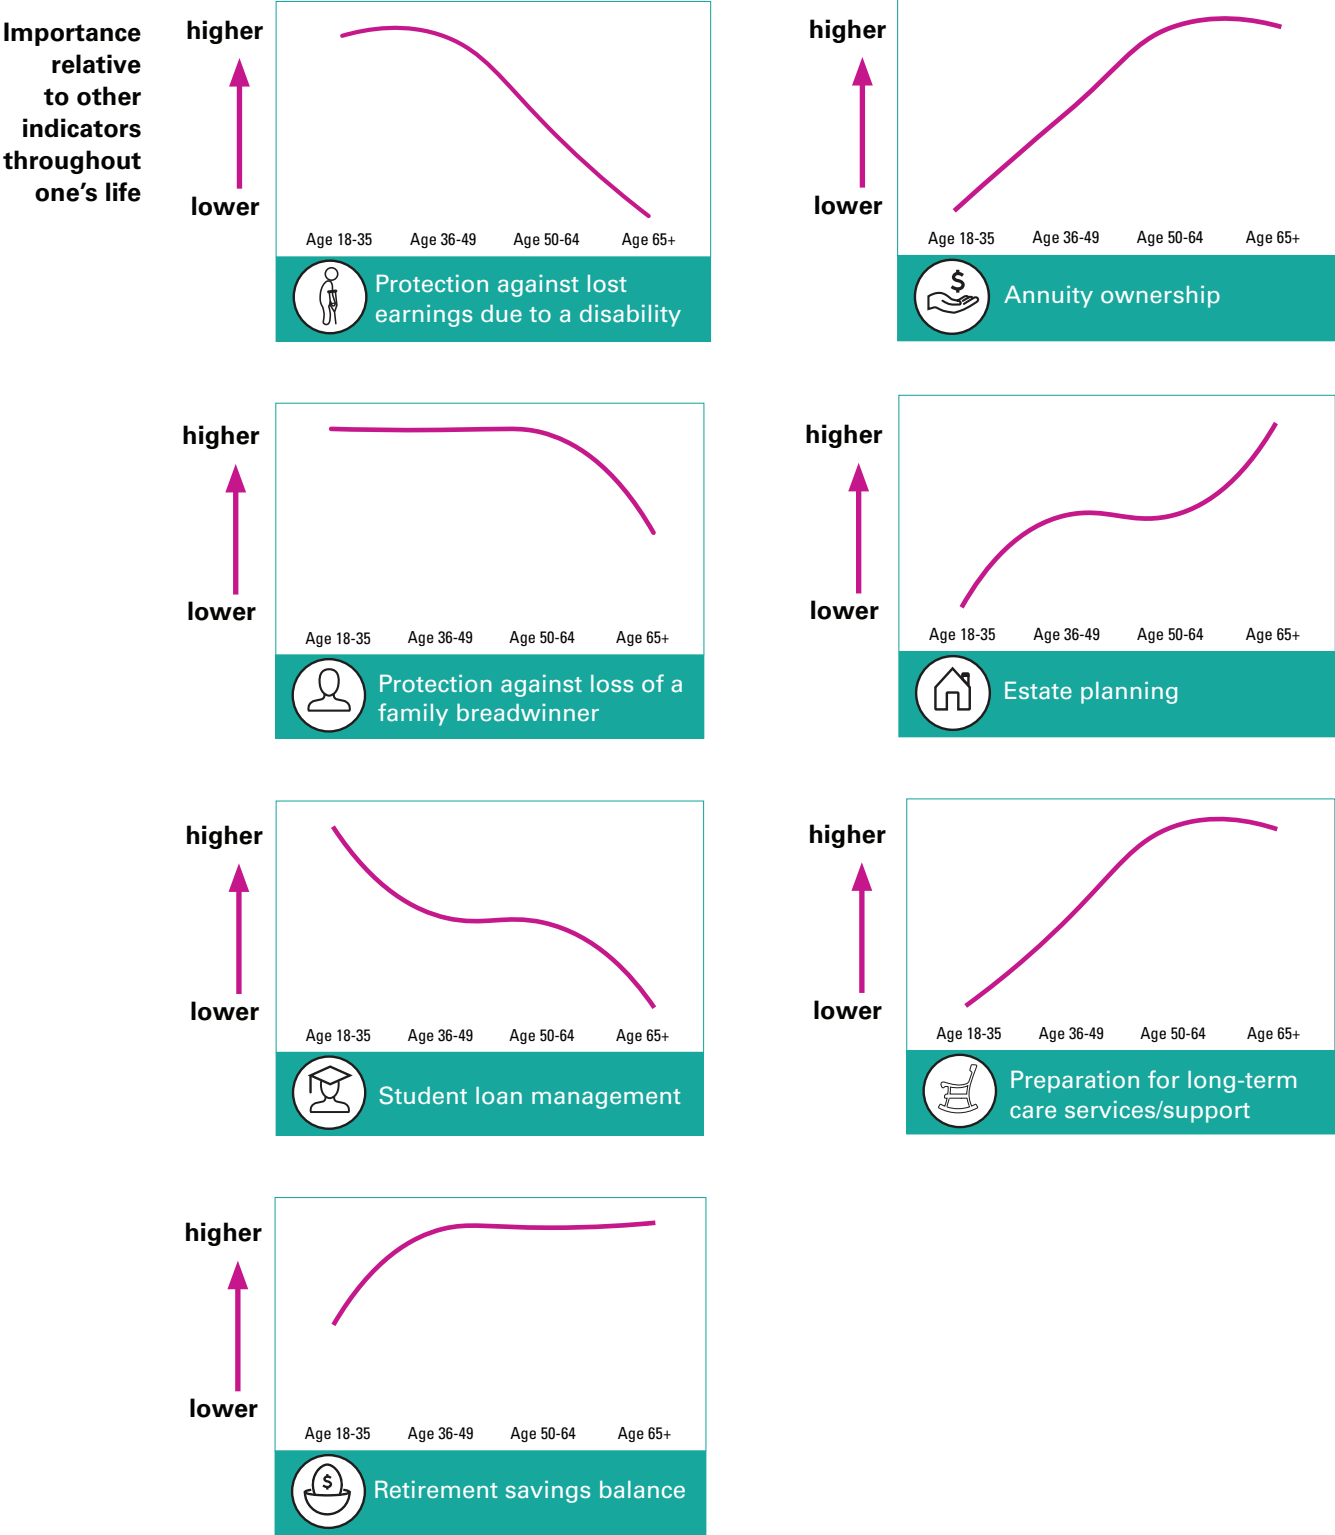 Importance
relative
to other
indicators
throughout
one's life
higher
lower
Age 18-35 Age 36-49 Age 50-64 Age 65+
Protection against lost
earnings due to a disability
higher
lower
Age 18-35 Age 36-49 Age 50-64 Age 65+
$
Annuity ownership
higher
lower
Age 18-35 Age 36-49 Age 50-64 Age 65+
Protection against loss of a
family breadwinner
higher
lower
Age 18-35 Age 36-49 Age 50-64 Age 65+
Estate planning
higher
lower
Age 18-35 Age 36-49 Age 50-64 Age 65+
Student loan management
higher
lower
Age 18-35 Age 36-49 Age 50-64 Age 65+
Preparation for long-term
care services/support
higher
lower
Age 18-35 Age 36-49 Age 50-64 Age 65+
$
Retirement savings balance